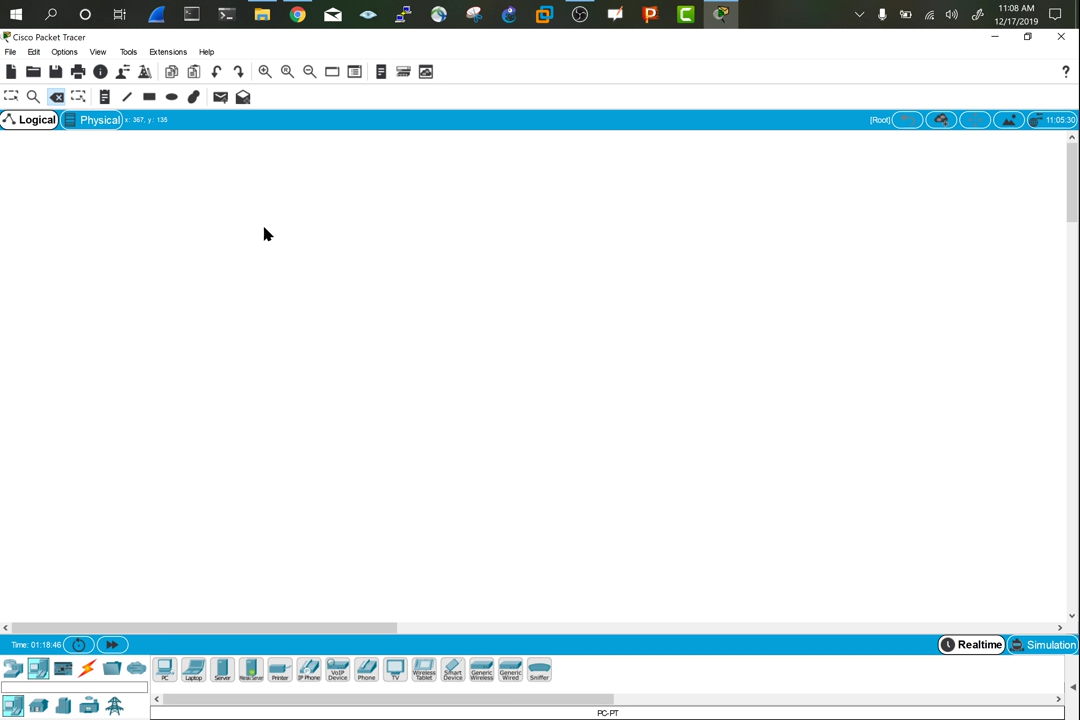 11:08 AM
12/17/2019
Cisco Packet Tracer
File Edit Options View Tools Extensions Help
?
Logical Physical x: 367, y: 135 [Root] 11:05:30
Time: 01:18:46 Realtime Simulation
PC Laptop Server Printer IP Phone VoIP Device Phone TV Wireless Tablet Smart Device Generic Wireless Generic Wired Sniffer
PC-PT